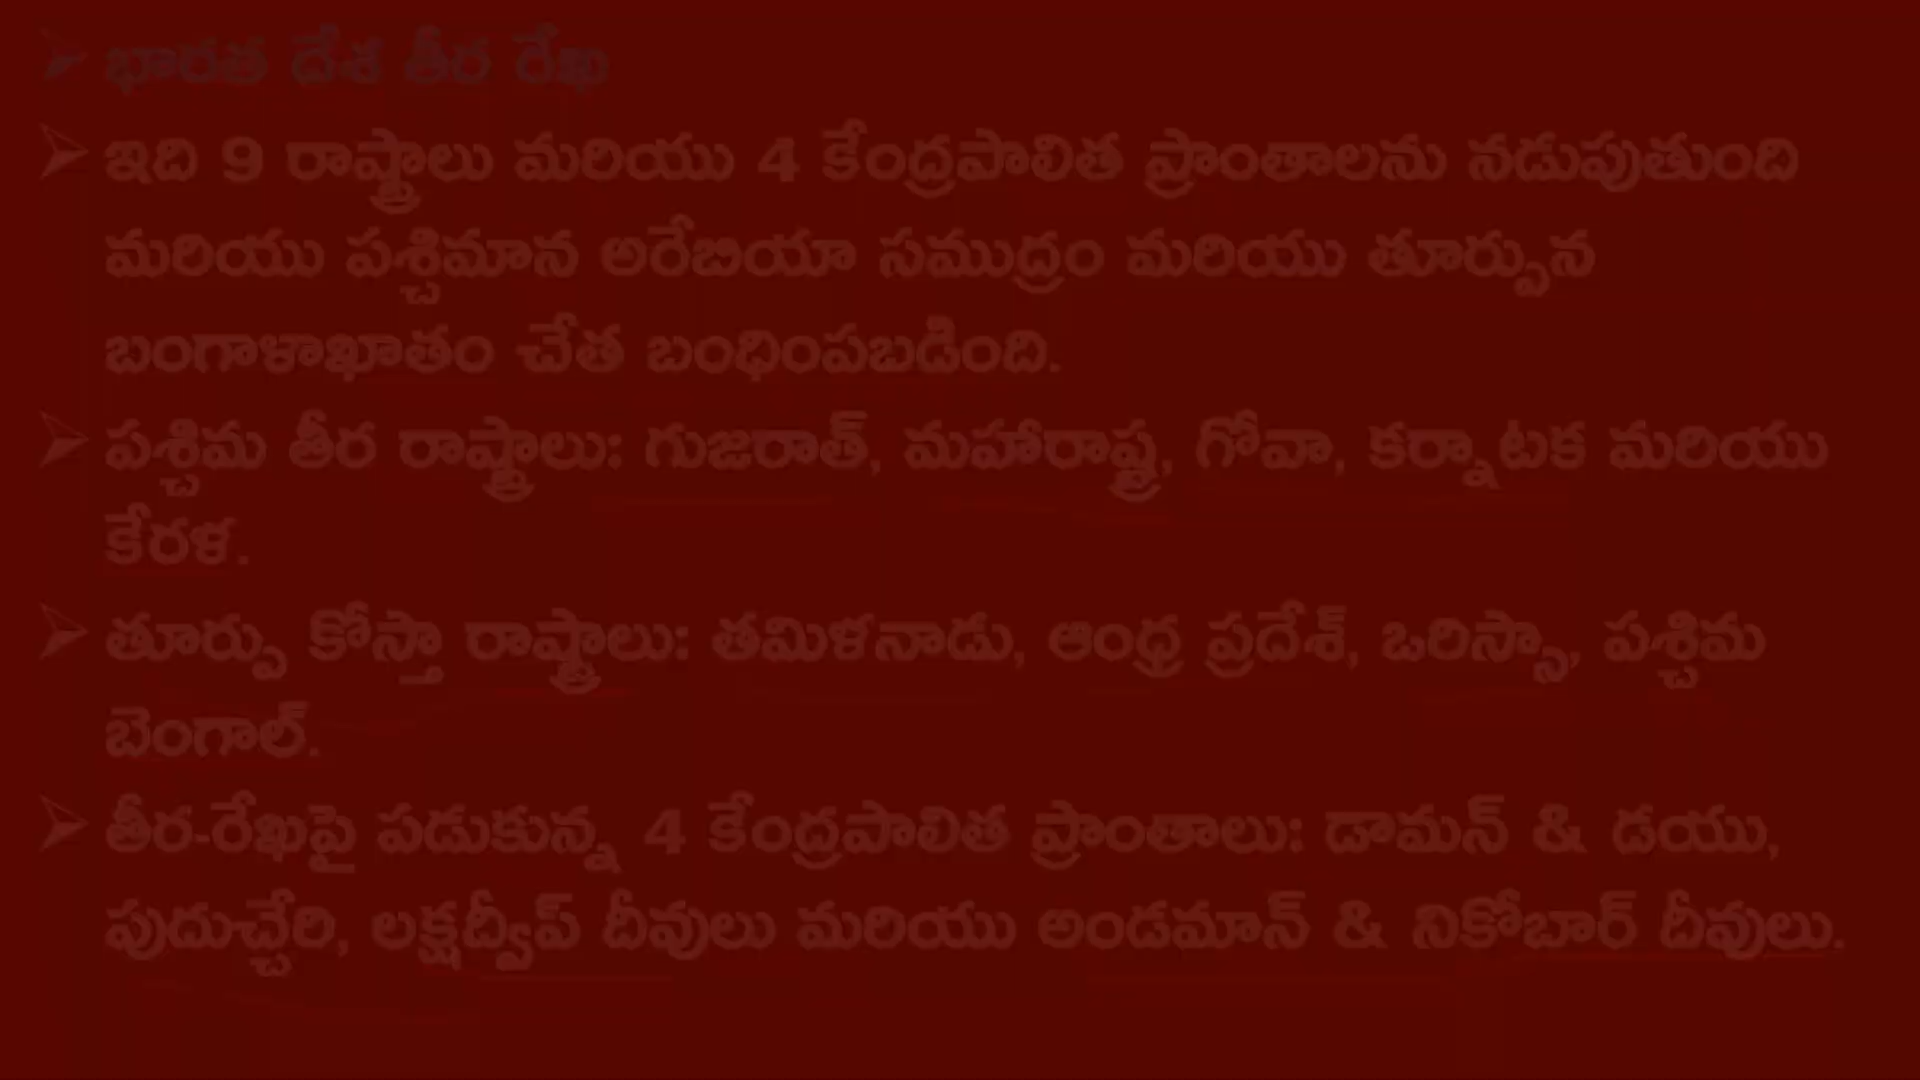 ➢ భారత దేశ తీర రేఖ
➢ ఇది 9 రాష్ట్రాలు మరియు 4 కేంద్రపాలిత ప్రాంతాలను నడుపుతుంది
మరియు పశ్చిమాన అరేబియా సముద్రం మరియు తూర్పున
బంగాళాఖాతం చేత బంధింపబడింది.
➢ పశ్చిమ తీర రాష్ట్రాలు: గుజరాత్, మహారాష్ట్ర, గోవా, కర్నాటక మరియు
కేరళ.
➢ తూర్పు కోస్తా రాష్ట్రాలు: తమిళనాడు, ఆంధ్ర ప్రదేశ్, ఒరిస్సా, పశ్చిమ
బెంగాల్.
➢ తీర-రేఖపై పడుకున్న 4 కేంద్రపాలిత ప్రాంతాలు: డామన్ & డయు,
పుదుచ్చేరి, లక్షద్వీప్ దీవులు మరియు అండమాన్ & నికోబార్ దీవులు.